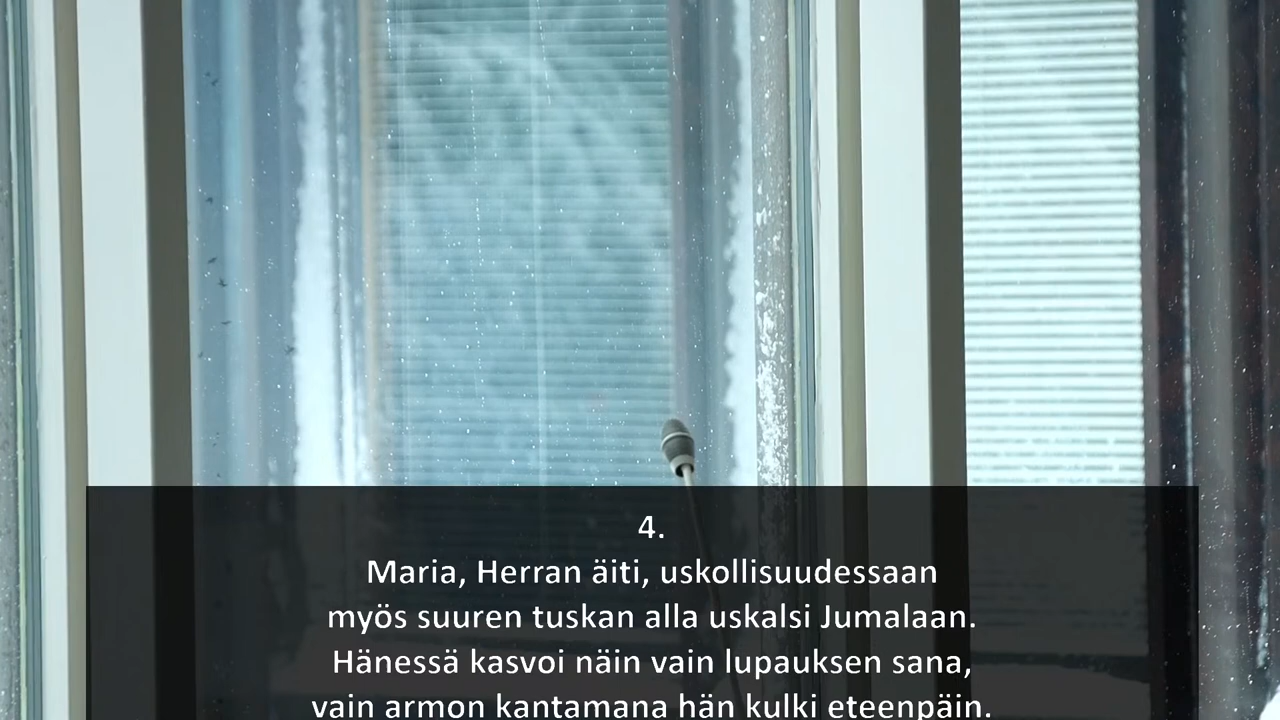 4.
Maria, Herran äiti, uskollisuudessaan
myös suuren tuskan alla uskalsi Jumalaan.
Hänessä kasvoi näin vain lupauksen sana,
vain armon kantamana hän kulki eteenpäin.